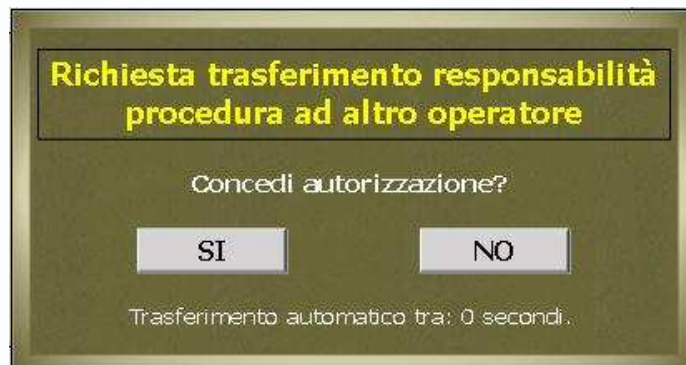 Richiesta trasferimento responsabilità
procedura ad altro operatore
Concedi autorizzazione?
SI NO
Trasferimento automatico tra: 0 secondi.